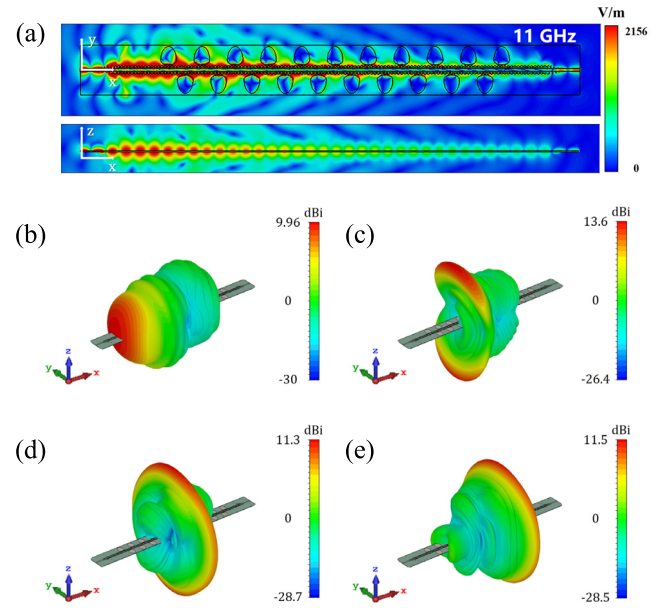 (a)
V/m
y
11 GHz
2156
x
z
x
0
(b)
(c)
dBi
9.96
0
-30
dBi
13.6
0
-26.4
z
y
x
z
y
x
(d)
(e)
dBi
11.3
0
-28.7
dBi
11.5
0
-28.5
z
y
x
z
y
x